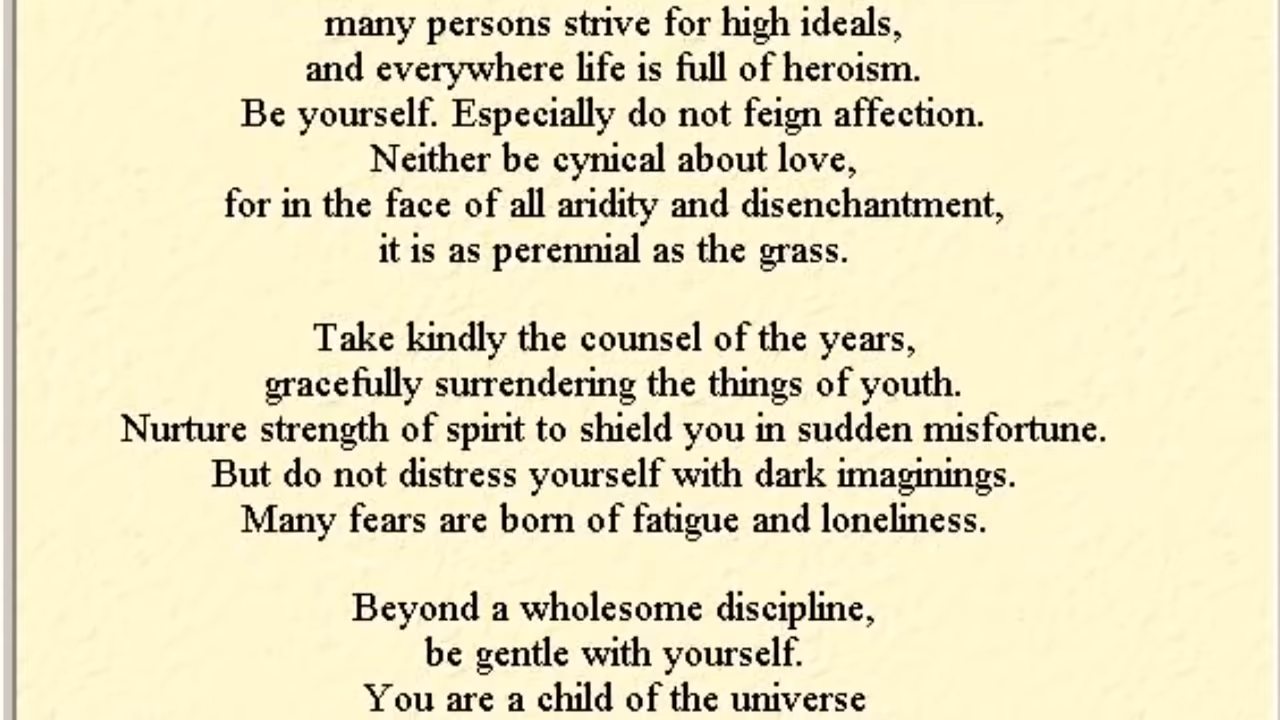 many persons strive for high ideals,
and everywhere life is full of heroism.
Be yourself. Especially do not feign affection.
Neither be cynical about love,
for in the face of all aridity and disenchantment,
it is as perennial as the grass.
Take kindly the counsel of the years,
gracefully surrendering the things of youth.
Nurture strength of spirit to shield you in sudden misfortune.
But do not distress yourself with dark imaginings.
Many fears are born of fatigue and loneliness.
Beyond a wholesome discipline,
be gentle with yourself.
You are a child of the universe